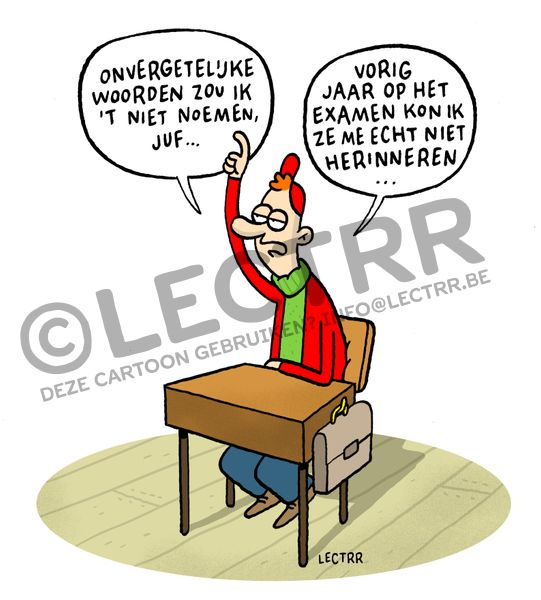 ONVERGETELIJKE
WOORDEN ZOU IK
'T NIET NOEMEN,
JUF...
VORIG
JAAR OP HET
EXAMEN KON IK
ZE ME ECHT NIET
HERINNEREN
...
©LECTRR
DEZE CARTOON GEBRUIKEN? INFO@LECTRR.BE
LECTRR